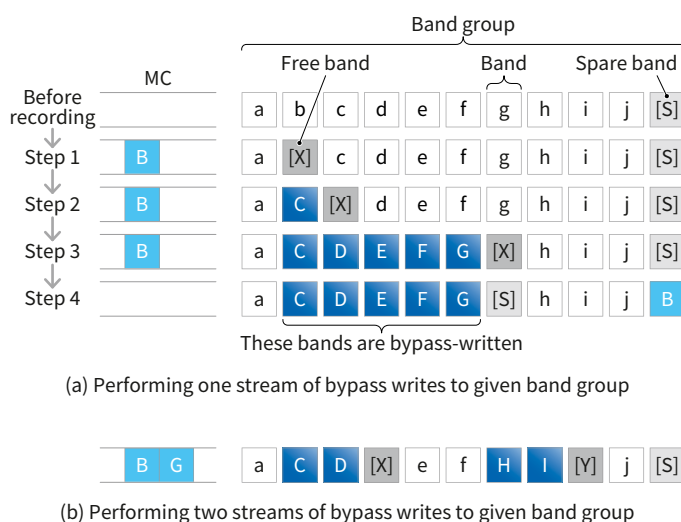 Band group
Free band Band Spare band
MC
Before
recording
a b c d e f g h i j [S]
Step 1 B a [X] c d e f g h i j [S]
Step 2 B a C [X] d e f g h i j [S]
Step 3 B a C D E F G [X] h i j [S]
Step 4 a C D E F G [S] h i j B
These bands are bypass-written
(a) Performing one stream of bypass writes to given band group
B G a C D [X] e f H I [Y] j [S]
(b) Performing two streams of bypass writes to given band group